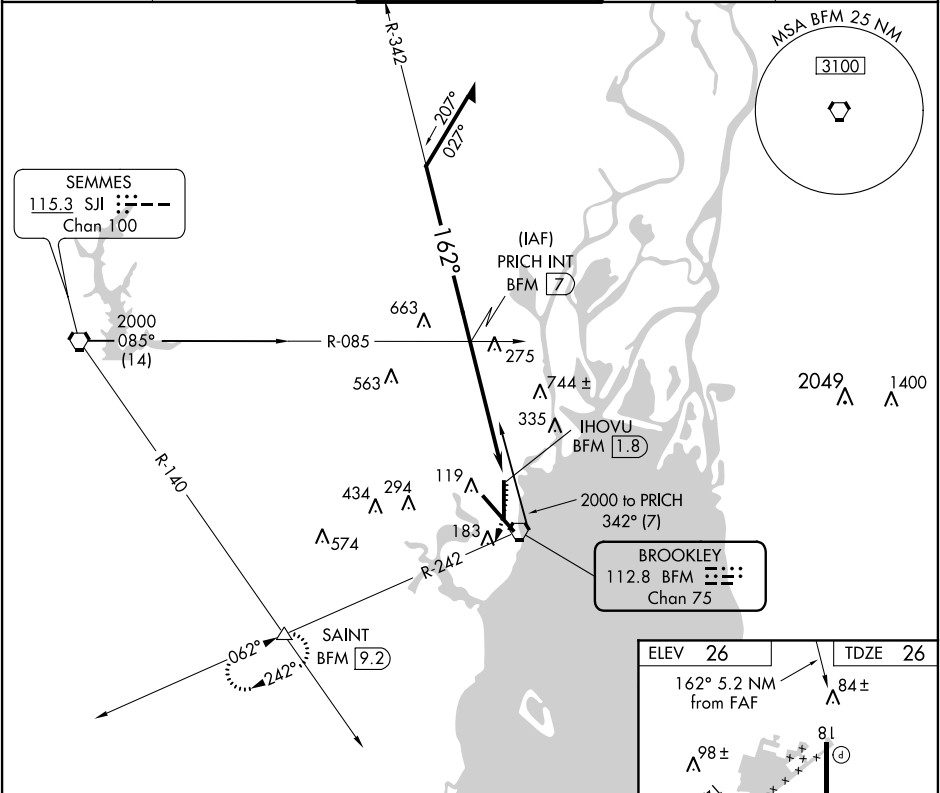 R-342
MSA BFM 25 NM
3100
207°
027°
SEMMES
115.3 SJI
Chan 100
162°
(IAF)
PRICH INT
BFM 7
663
2000
085°
(14)
R-085
275
563
744 ±
2049
1400
335
IHOVU
BFM 1.8
R-140
119
434
294
2000 to PRICH
342° (7)
574
183
R-242
BROOKLEY
112.8 BFM
Chan 75
SAINT
BFM 9.2
062°
242°
ELEV 26
TDZE 26
162° 5.2 NM
from FAF
84 ±
18
P
98 ±